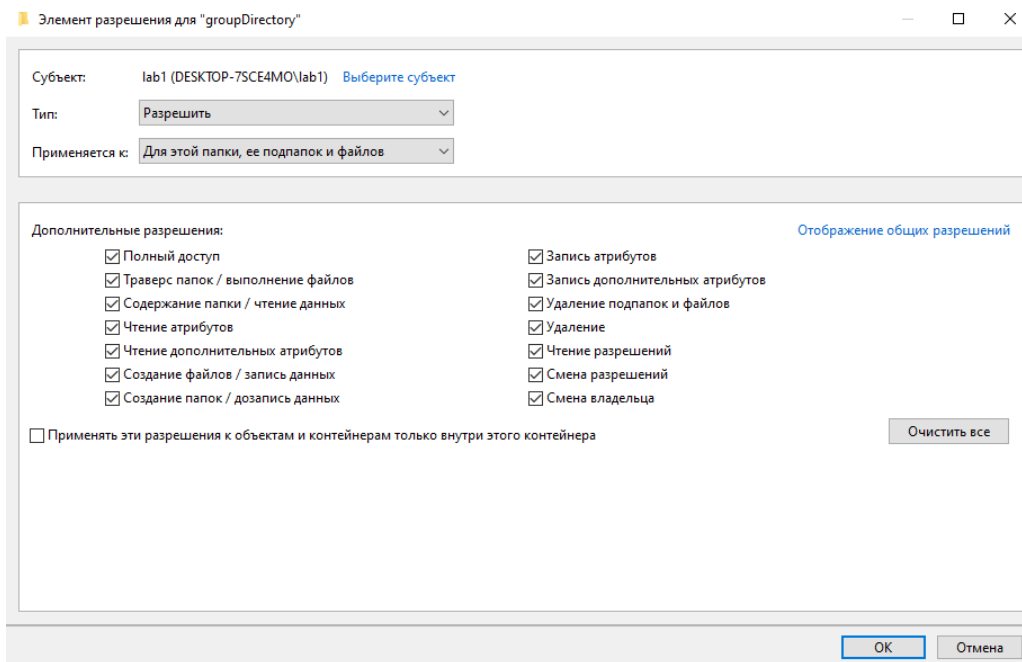 Элемент разрешения для "groupDirectory"
Субъект: lab1 (DESKTOP-7SCE4MO\lab1) Выберите субъект
Тип: Разрешить
Применяется к: Для этой папки, ее подпапок и файлов
Дополнительные разрешения: Отображение общих разрешений
Полный доступ Запись атрибутов
Траверс папок / выполнение файлов Запись дополнительных атрибутов
Содержание папки / чтение данных Удаление подпапок и файлов
Чтение атрибутов Удаление
Чтение дополнительных атрибутов Чтение разрешений
Создание файлов / запись данных Смена разрешений
Создание папок / дозапись данных Смена владельца
Применять эти разрешения к объектам и контейнерам только внутри этого контейнера Очистить все
ОК Отмена